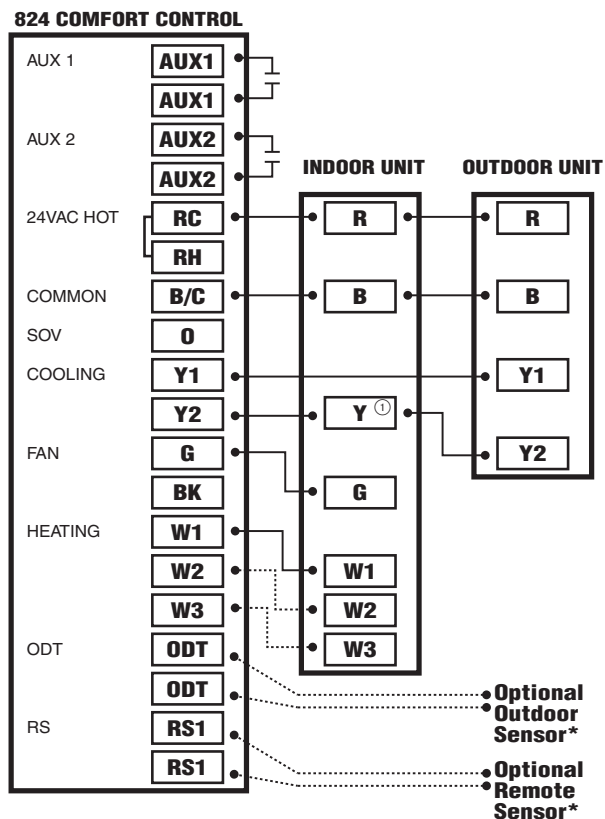 824 COMFORT CONTROL
AUX 1
AUX1
AUX1
AUX 2
AUX2
AUX2
INDOOR UNIT
OUTDOOR UNIT
24VAC HOT
RC
R
R
RH
COMMON
B/C
B
B
SOV
O
COOLING
Y1
Y1
Y2
Y ①
Y2
FAN
G
G
BK
HEATING
W1
W1
W2
W2
W3
W3
ODT
ODT
ODT
Optional
Outdoor
Sensor*
RS
RS1
RS1
Optional
Remote
Sensor*